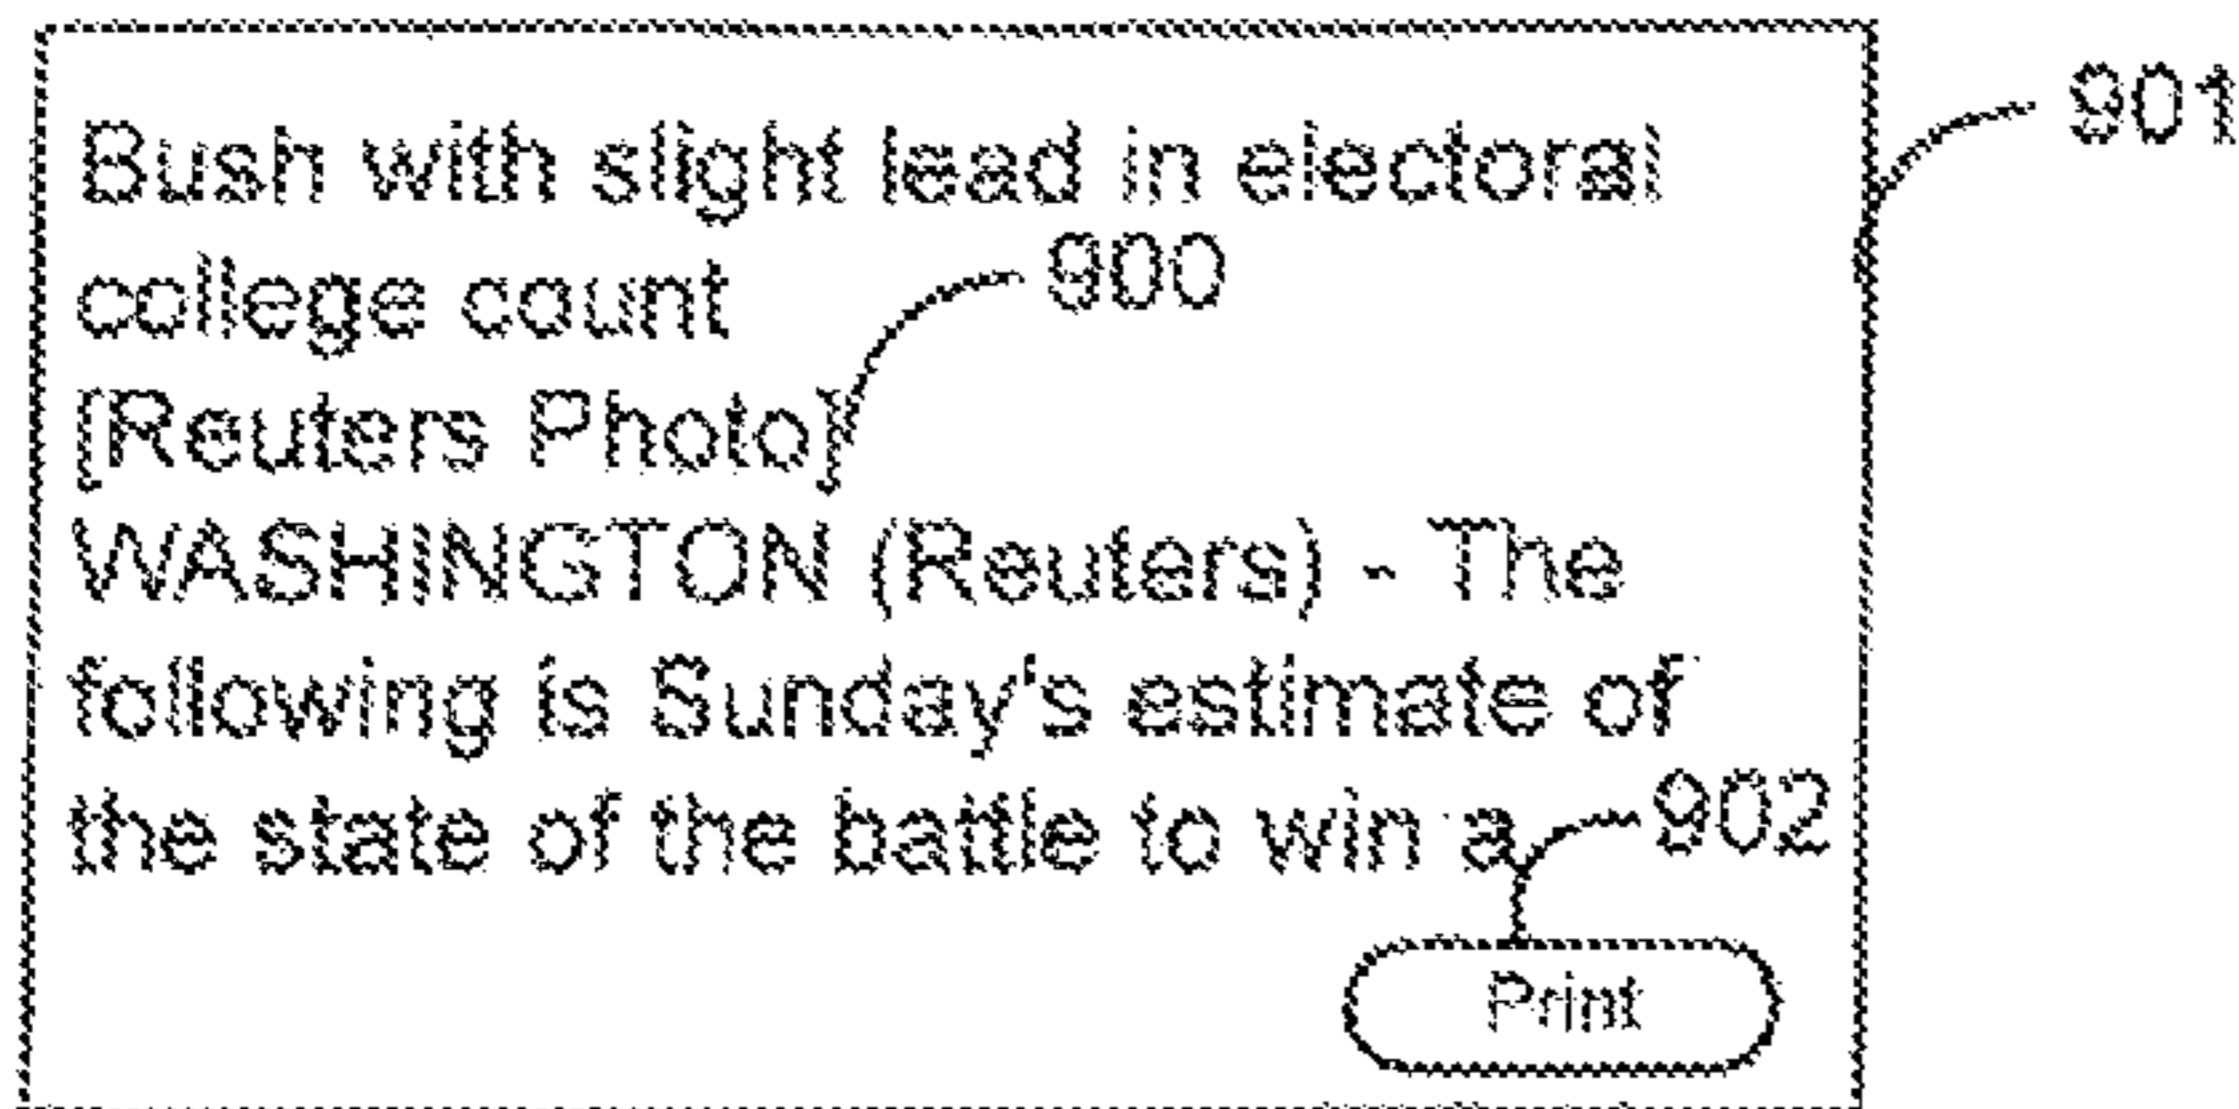 Bush with slight lead in electoral
901
college count
900
[Reuters Photo]
WASHINGTON (Reuters) - The
following is Sunday's estimate of
the state of the battle to win a
902
Print